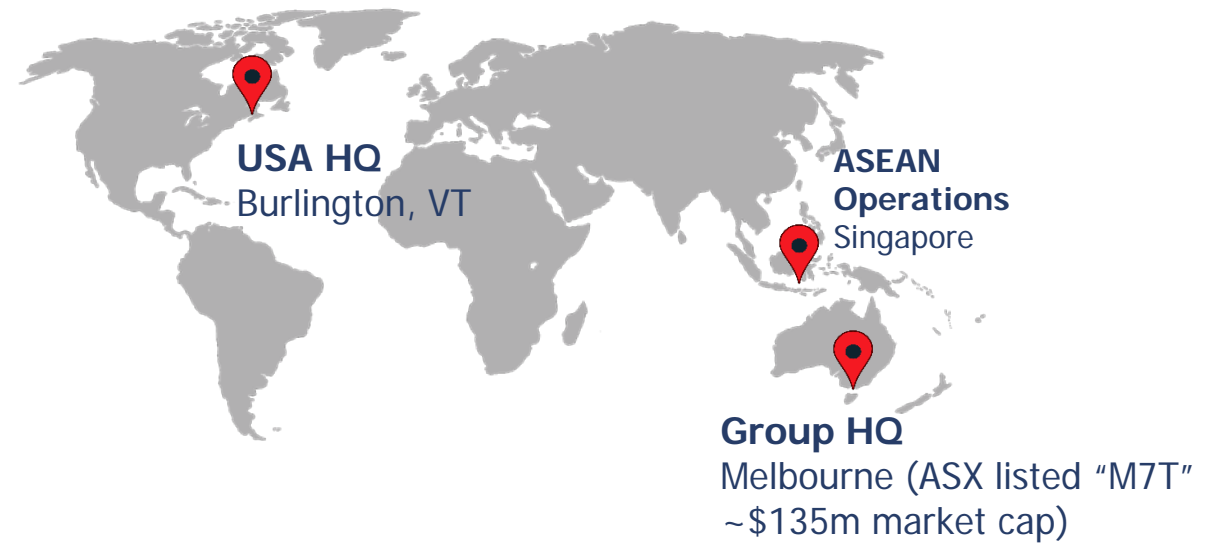 USA HQ
Burlington, VT
ASEAN
Operations
Singapore
Group HQ
Melbourne (ASX listed “M7T”
~$135m market cap)